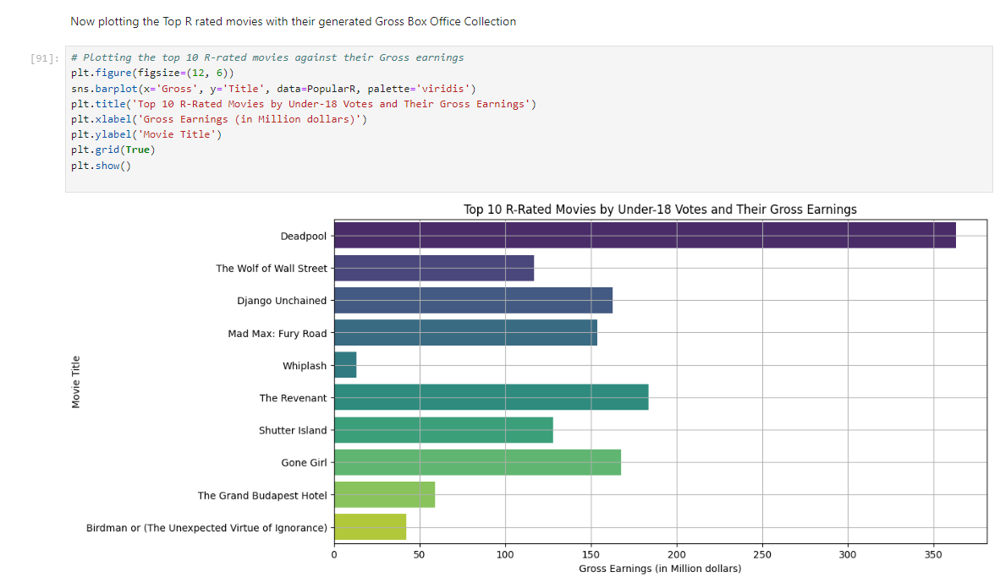 Now plotting the Top R rated movies with their generated Gross Box Office Collection
[91]:
# Plotting the top 10 R-rated movies against their Gross earnings
plt.figure(figsize=(12, 6))
sns.barplot(x='Gross', y='Title', data=PopularR, palette='viridis')
plt.title('Top 10 R-Rated Movies by Under-18 Votes and Their Gross Earnings')
plt.xlabel('Gross Earnings (in Million dollars)')
plt.ylabel('Movie Title')
plt.grid(True)
plt.show()
Top 10 R-Rated Movies by Under-18 Votes and Their Gross Earnings
Movie Title
Deadpool
The Wolf of Wall Street
Django Unchained
Mad Max: Fury Road
Whiplash
The Revenant
Shutter Island
Gone Girl
The Grand Budapest Hotel
Birdman or (The Unexpected Virtue of Ignorance)
0 50 100 150 200 250 300 350
Gross Earnings (in Million dollars)